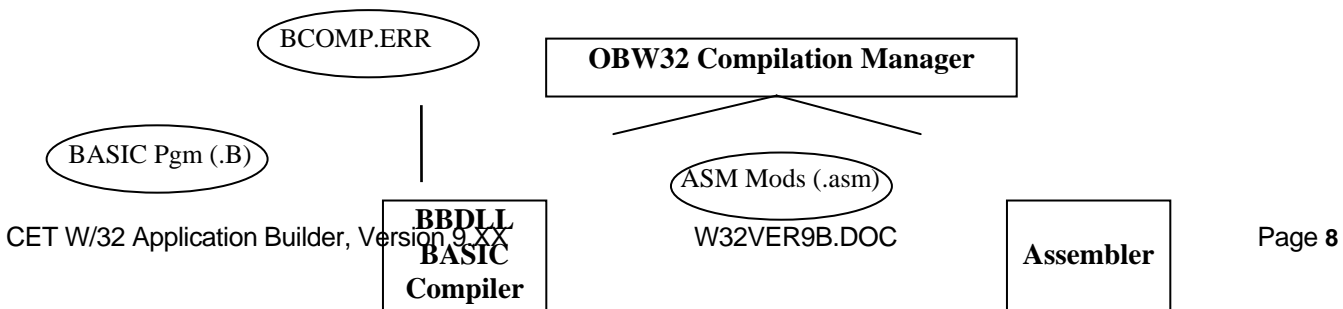 BCOMP.ERR
OBW32 Compilation Manager
BASIC Pgm (.B)
ASM Mods (.asm)
BBDLL
BASIC
Compiler
Assembler
CET W/32 Application Builder, Version 9.XX W32VER9B.DOC Page 8